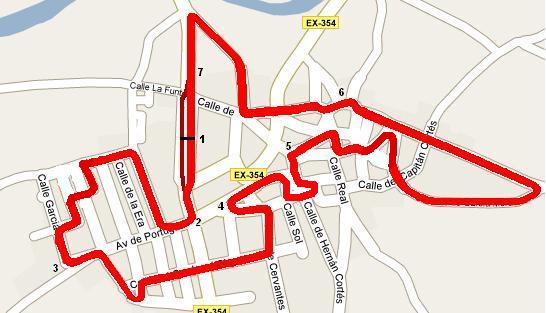 EX-354
7
6
Calle La Fuente
Calle de
1
5
EX-354
Calle de Capitán Cortés
Calle Real
Calle de la Era
Calle García
4
2
Calle Sol
Calle de Hernán Cortés
Av de Portug
3
Cervantes
EX-354